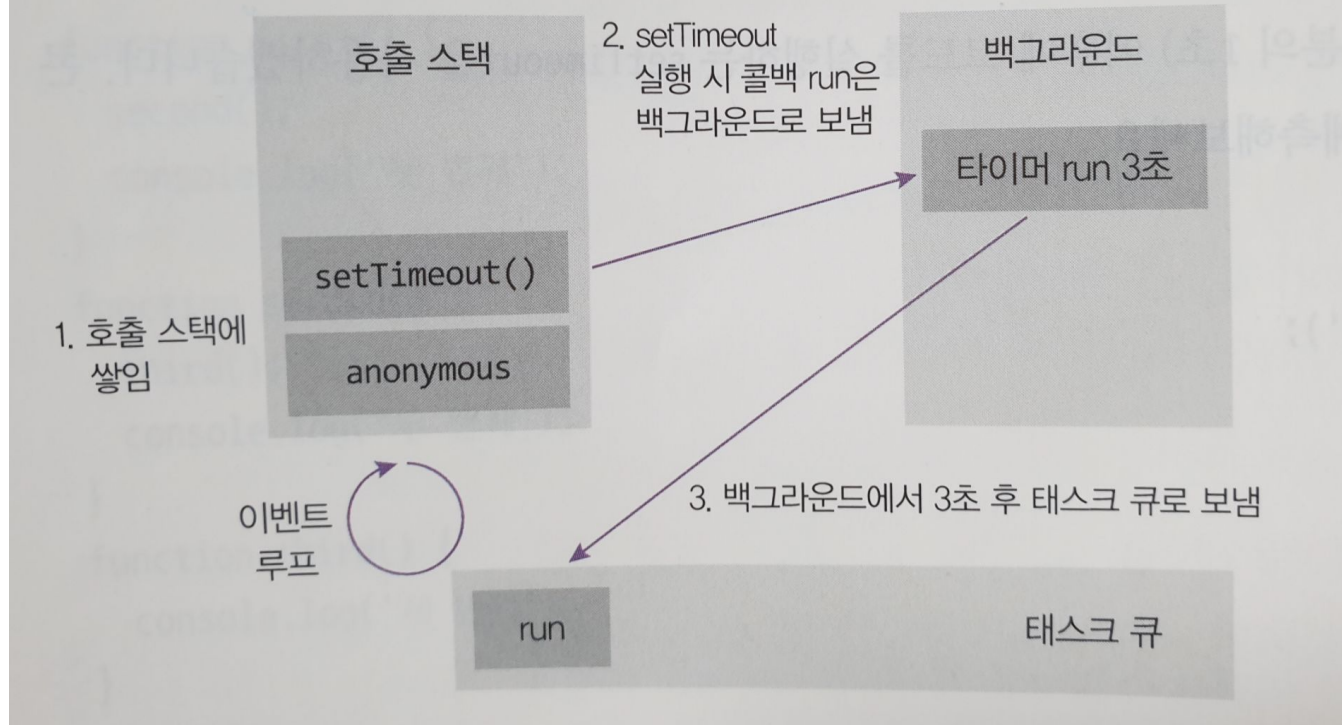 호출 스택
2. setTimeout
실행 시 콜백 run은
백그라운드로 보냄
백그라운드
타이머 run 3초
setTimeout()
1. 호출 스택에
쌓임
anonymous
이벤트
루프
3. 백그라운드에서 3초 후 태스크 큐로 보냄
run
태스크 큐